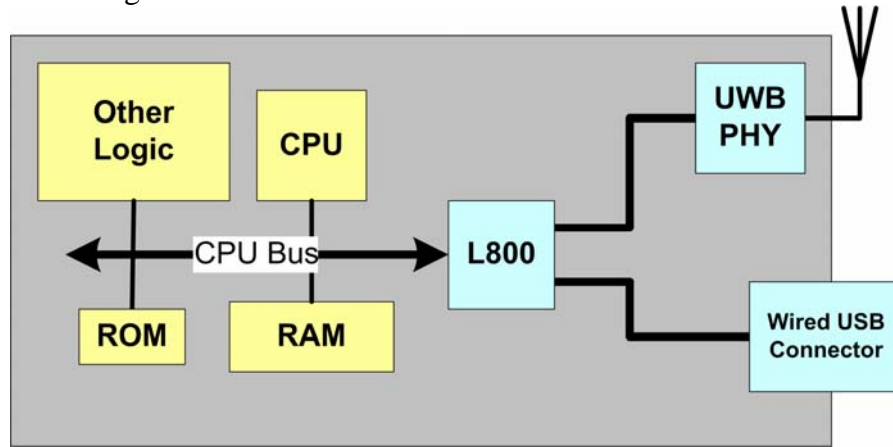 Other
Logic
CPU
UWB
PHY
CPU Bus
L800
ROM
RAM
Wired USB
Connector